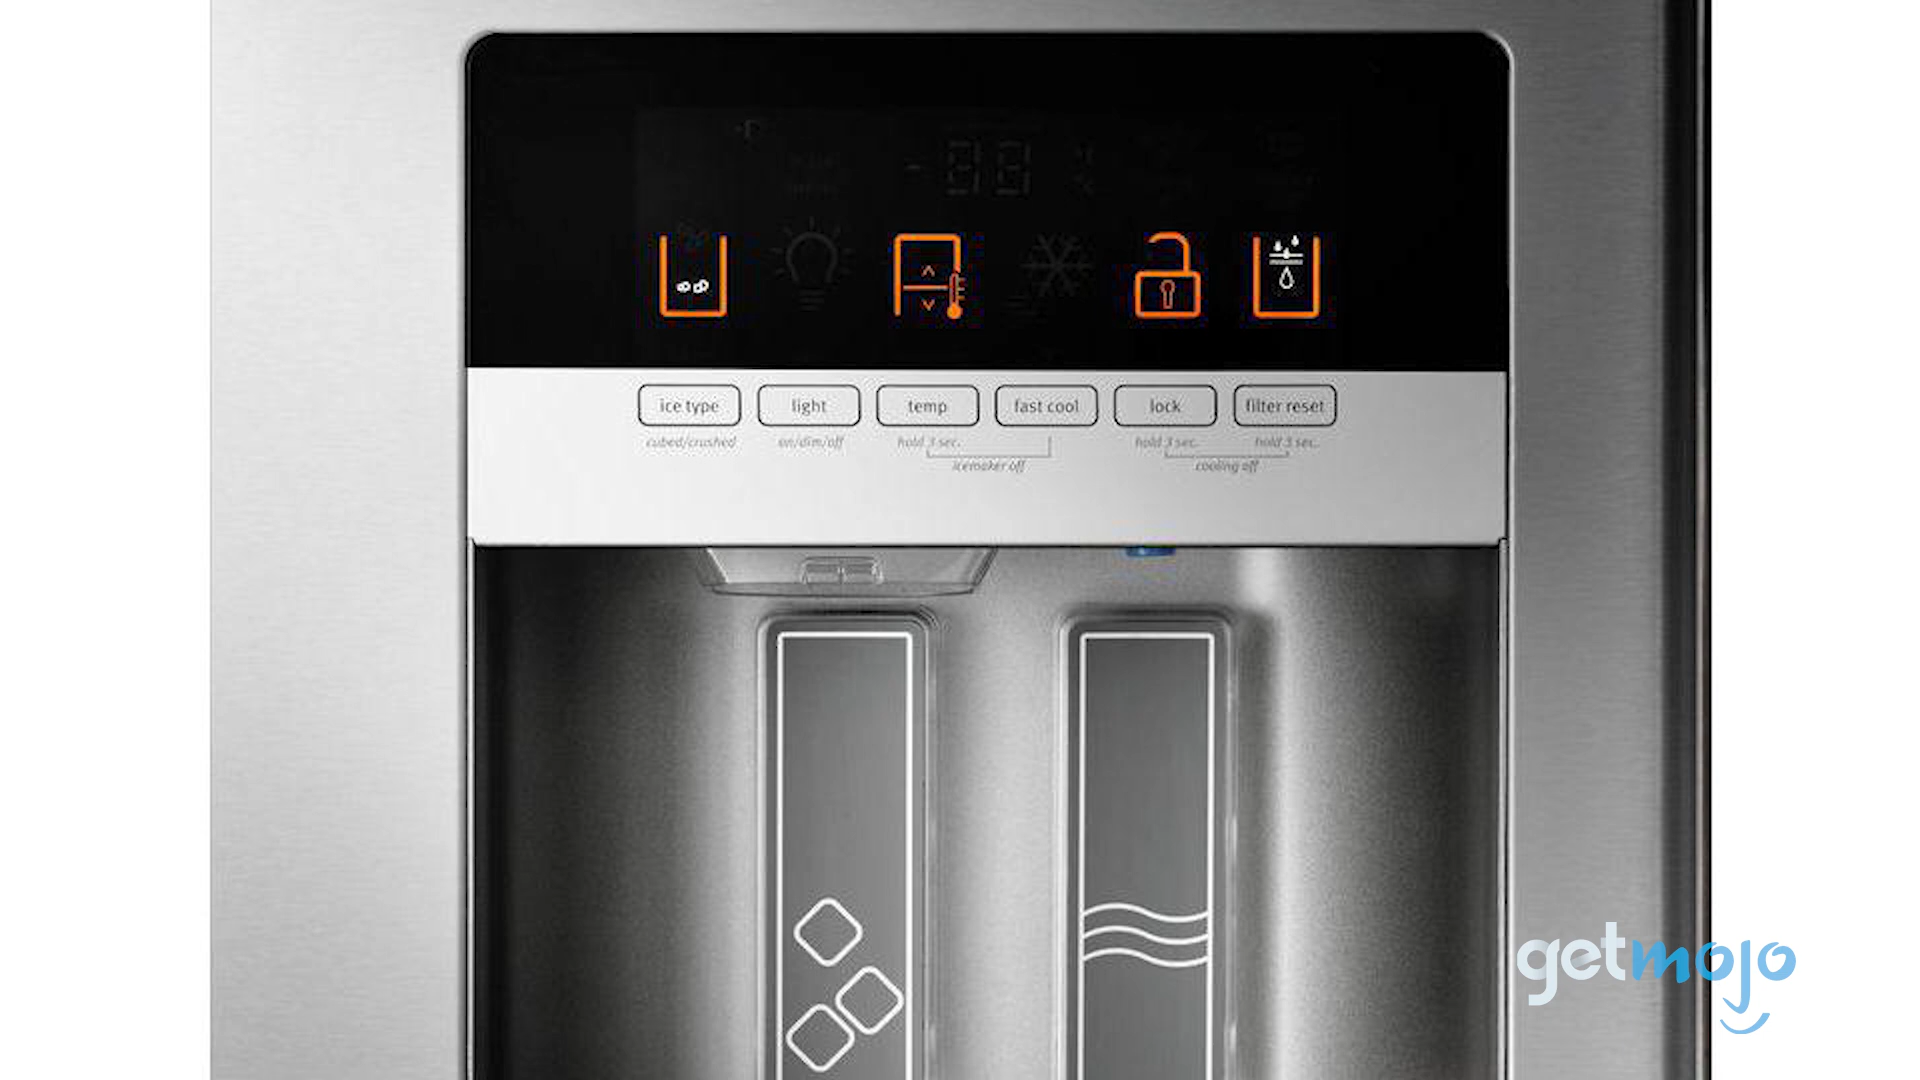 ice type light temp fast cool lock filter reset
cubed/crushed on/dim/off hold 3 sec. hold 3 sec. hold 3 sec.
icemaker off cooling off
getmojo